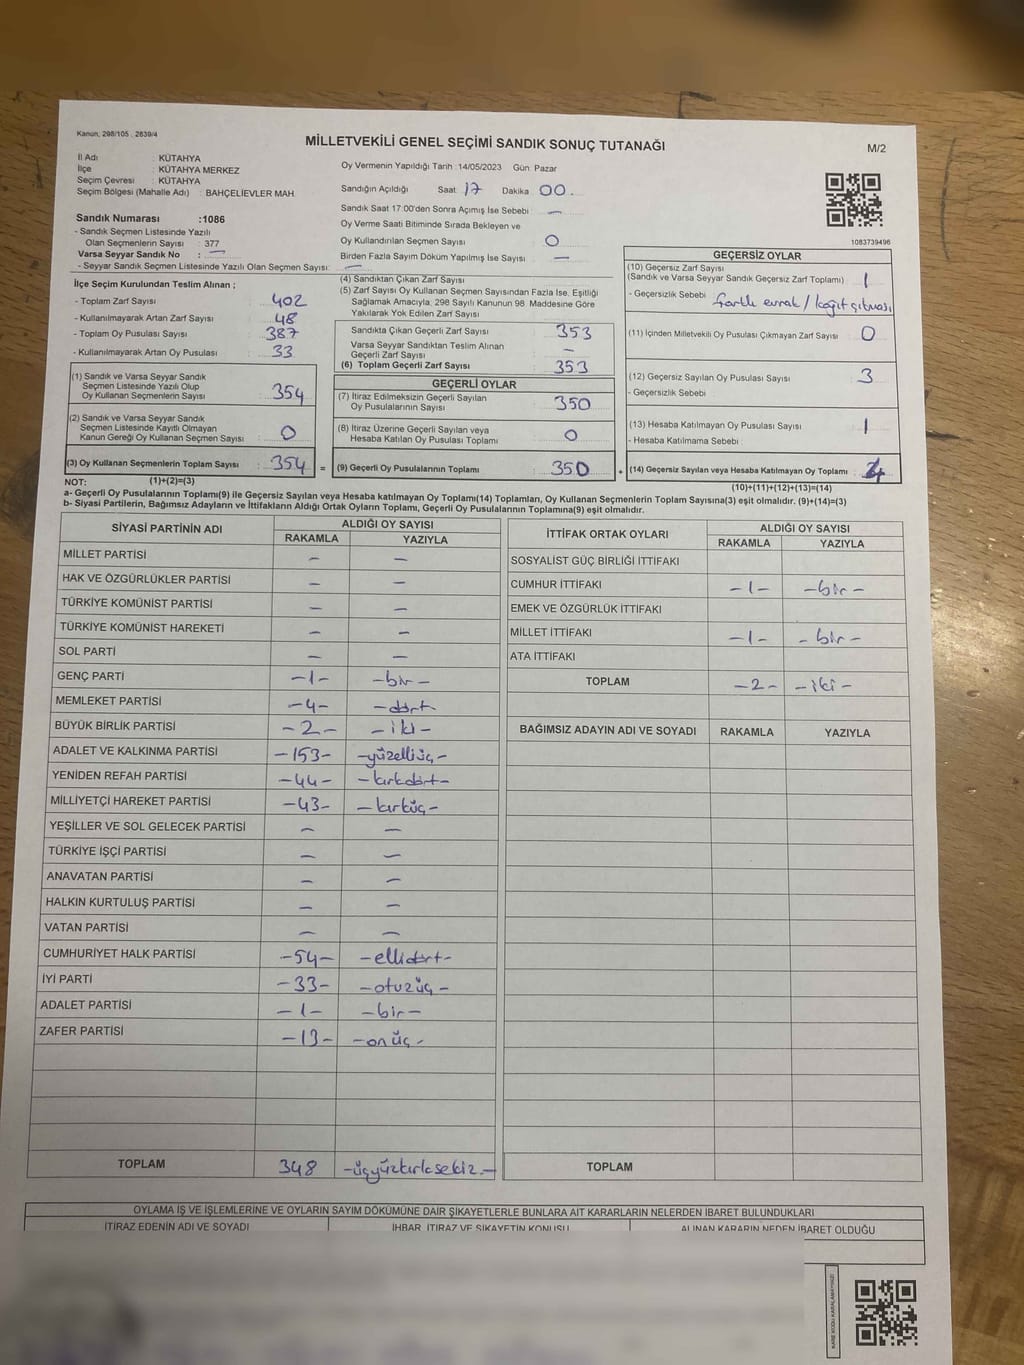 Kanun, 298/105 , 2839/4
MİLLETVEKİLİ GENEL SEÇİMİ SANDIK SONUÇ TUTANAĞI
M/2
İl Adı : KÜTAHYA
İlçe : KÜTAHYA MERKEZ
Seçim Çevresi : KÜTAHYA
Seçim Bölgesi (Mahalle Adı) : BAHÇELİEVLER MAH.
Sandık Numarası :1086
- Sandık Seçmen Listesinde Yazılı
Olan Seçmenlerin Sayısı : 377
Varsa Seyyar Sandık No : —
- Seyyar Sandık Seçmen Listesinde Yazılı Olan Seçmen Sayısı: —
Oy Vermenin Yapıldığı Tarih : 14/05/2023 Gün: Pazar
Sandığın Açıldığı Saat: 17 Dakika: 00.
Sandık Saat 17:00'den Sonra Açımış İse Sebebi : —
Oy Verme Saati Bitiminde Sırada Bekleyen ve
Oy Kullandırılan Seçmen Sayısı : 0
Birden Fazla Sayım Döküm Yapılmış İse Sayısı : —
1083739496
İlçe Seçim Kurulundan Teslim Alınan ;
- Toplam Zarf Sayısı : 402
- Kullanılmayarak Artan Zarf Sayısı : 48
- Toplam Oy Pusulası Sayısı : 387
- Kullanılmayarak Artan Oy Pusulası : 33
(4) Sandıktan Çıkan Zarf Sayısı
(5) Zarf Sayısı Oy Kullanan Seçmen Sayısından Fazla İse, Eşitliği
Sağlamak Amacıyla, 298 Sayılı Kanunun 98. Maddesine Göre
Yakılarak Yok Edilen Zarf Sayısı
Sandıkta Çıkan Geçerli Zarf Sayısı : 353
Varsa Seyyar Sandıktan Teslim Alınan
Geçerli Zarf Sayısı : —
(6) Toplam Geçerli Zarf Sayısı : 353
GEÇERSİZ OYLAR
(10) Geçersiz Zarf Sayısı
(Sandık ve Varsa Seyyar Sandık Geçersiz Zarf Toplamı) : 1
- Geçersizlik Sebebi : farklı evrak / kağıt çıkması
(11) İçinden Milletvekili Oy Pusulası Çıkmayan Zarf Sayısı : 0
(12) Geçersiz Sayılan Oy Pusulası Sayısı : 3
- Geçersizlik Sebebi
(13) Hesaba Katılmayan Oy Pusulası Sayısı : 1
- Hesaba Katılmama Sebebi :
(14) Geçersiz Sayılan veya Hesaba Katılmayan Oy Toplamı
(10)+(11)+(12)+(13)=(14)
(1) Sandık ve Varsa Seyyar Sandık
Seçmen Listesinde Yazılı Olup
Oy Kullanan Seçmenlerin Sayısı : 354
(2) Sandık ve Varsa Seyyar Sandık
Seçmen Listesinde Kayıtlı Olmayan
Kanun Gereği Oy Kullanan Seçmen Sayısı : 0
(3) Oy Kullanan Seçmenlerin Toplam Sayısı : 354 =
GEÇERLİ OYLAR
(7) İtiraz Edilmeksizin Geçerli Sayılan
Oy Pusulalarının Sayısı : 350
(8) İtiraz Üzerine Geçerli Sayılan veya
Hesaba Katılan Oy Pusulası Toplamı : 0
(9) Geçerli Oy Pusulalarının Toplamı : 350 +
NOT: (1)+(2)=(3)
a- Geçerli Oy Pusulalarının Toplamı(9) ile Geçersiz Sayılan veya Hesaba katılmayan Oy Toplamı(14) Toplamları, Oy Kullanan Seçmenlerin Toplam Sayısına(3) eşit olmalıdır. (9)+(14)=(3)
b- Siyasi Partilerin, Bağımsız Adayların ve İttifakların Aldığı Ortak Oyların Toplamı, Geçerli Oy Pusulalarının Toplamına(9) eşit olmalıdır.
SİYASİ PARTİNİN ADI ALDIĞI OY SAYISI
RAKAMLA YAZIYLA
MİLLET PARTİSİ — —
HAK VE ÖZGÜRLÜKLER PARTİSİ — —
TÜRKİYE KOMÜNİST PARTİSİ — —
TÜRKİYE KOMÜNİST HAREKETİ — —
SOL PARTİ — —
GENÇ PARTİ -1- -bir-
MEMLEKET PARTİSİ -4- -dört
BÜYÜK BİRLİK PARTİSİ -2- -iki-
ADALET VE KALKINMA PARTİSİ -153- -yüzelliüç-
YENİDEN REFAH PARTİSİ -44- -kırkdört-
MİLLİYETÇİ HAREKET PARTİSİ -43- -kırküç-
YEŞİLLER VE SOL GELECEK PARTİSİ — —
TÜRKİYE İŞÇİ PARTİSİ — —
ANAVATAN PARTİSİ — —
HALKIN KURTULUŞ PARTİSİ — —
VATAN PARTİSİ — —
CUMHURİYET HALK PARTİSİ -54- -ellidört-
İYİ PARTİ -33- -otuzüç-
ADALET PARTİSİ -1- -bir-
ZAFER PARTİSİ -13- -onüç-
TOPLAM 348 -üçyüzkırksekiz.-
İTTİFAK ORTAK OYLARI ALDIĞI OY SAYISI
RAKAMLA YAZIYLA
SOSYALİST GÜÇ BİRLİĞİ İTTİFAKI
CUMHUR İTTİFAKI -1- -bir-
EMEK VE ÖZGÜRLÜK İTTİFAKI
MİLLET İTTİFAKI -1- -bir-
ATA İTTİFAKI
TOPLAM -2- -iki-
BAĞIMSIZ ADAYIN ADI VE SOYADI RAKAMLA YAZIYLA
TOPLAM
OYLAMA İŞ VE İŞLEMLERİNE VE OYLARIN SAYIM DÖKÜMÜNE DAİR ŞİKAYETLERLE BUNLARA AİT KARARLARIN NELERDEN İBARET BULUNDUKLARI
İTİRAZ EDENİN ADI VE SOYADI İHBAR, İTİRAZ VE ŞİKAYETİN KONUSU ALINAN KARARIN NEDEN İBARET OLDUĞU
KARE KODU KARALAMAYINIZ!